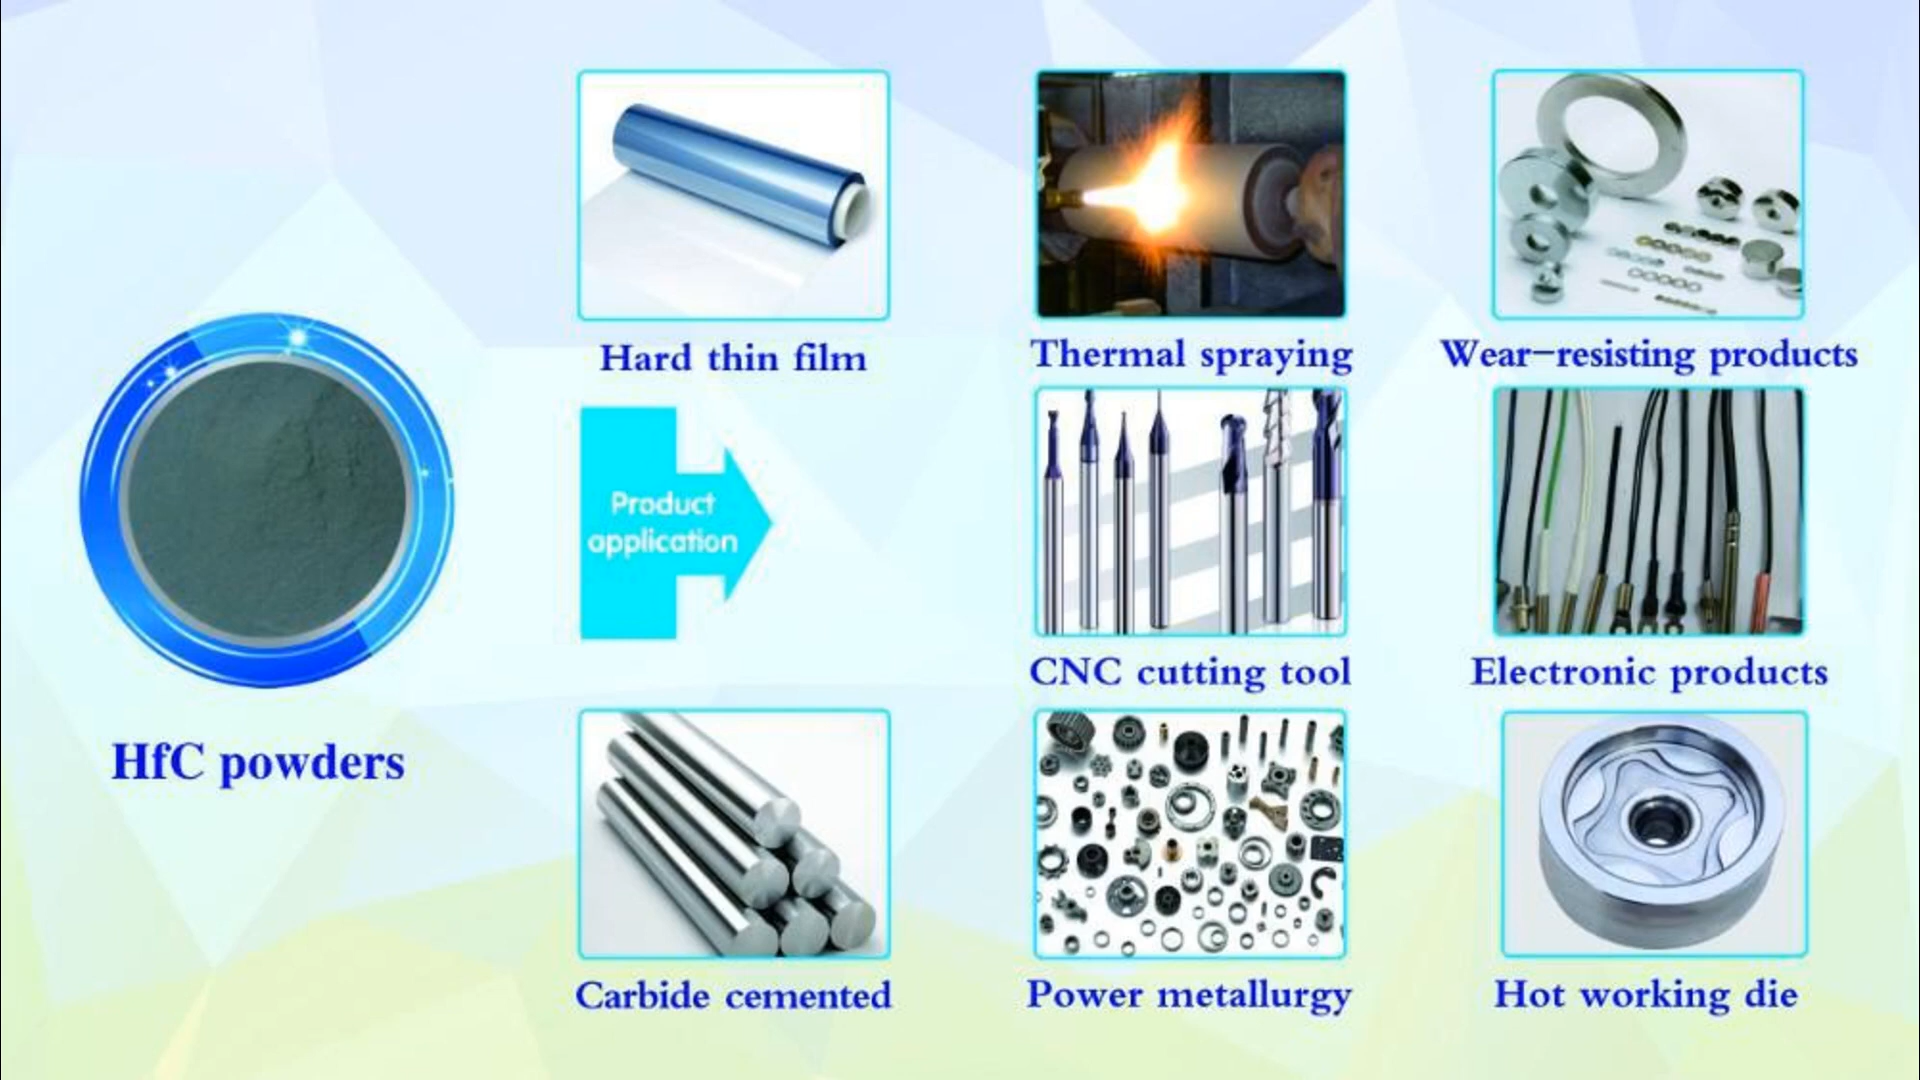 Hard thin film
Thermal spraying
Wear-resisting products
Product
application
CNC cutting tool
Electronic products
HfC powders
Carbide cemented
Power metallurgy
Hot working die